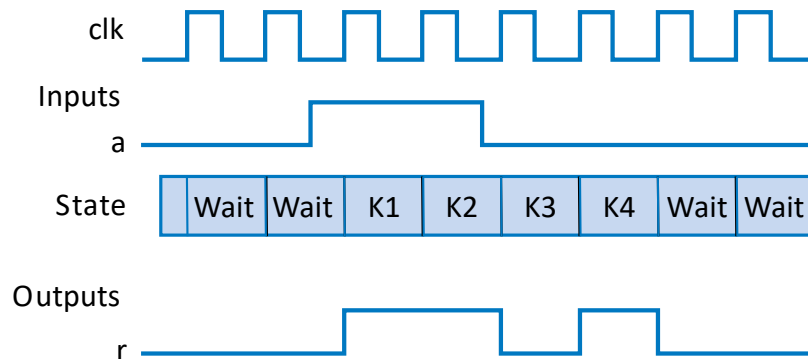 clk
Inputs
a
State Wait Wait K1 K2 K3 K4 Wait Wait
Outputs
r